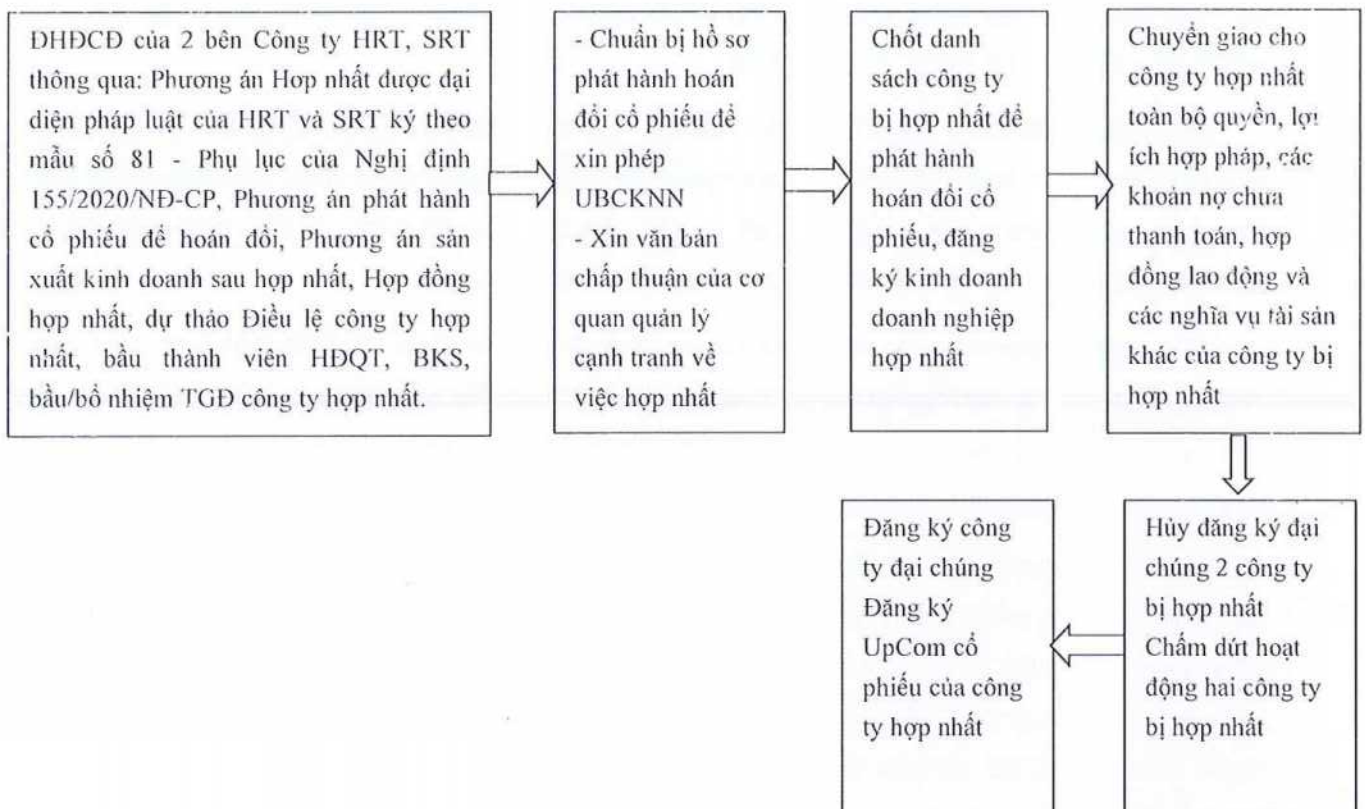 ĐHĐCĐ của 2 bên Công ty HRT, SRT
thông qua: Phương án Hơp nhất được đại
diện pháp luật của HRT và SRT ký theo
mẫu số 81 - Phụ lục của Nghị định
155/2020/NĐ-CP, Phương án phát hành
cổ phiếu để hoán đổi, Phương án sản
xuất kinh doanh sau hợp nhất, Hợp đồng
hợp nhất, dự thảo Điều lệ công ty hợp
nhất, bầu thành viên HĐQT, BKS,
bầu/bổ nhiệm TGĐ công ty hợp nhất.
- Chuẩn bị hồ sơ
phát hành hoán
đổi cổ phiếu để
xin phép
UBCKNN
- Xin văn bản
chấp thuận của cơ
quan quản lý
cạnh tranh về
việc hợp nhất
Chốt danh
sách công ty
bị hợp nhất để
phát hành
hoán đổi cổ
phiếu, đăng
ký kinh doanh
doanh nghiệp
hợp nhất
Chuyển giao cho
công ty hợp nhất
toàn bộ quyền, lợi
ích hợp pháp, các
khoản nợ chưa
thanh toán, hợp
đồng lao động và
các nghĩa vụ tài sản
khác của công ty bị
hợp nhất
Hủy đăng ký đại
chúng 2 công ty
bị hợp nhất
Chấm dứt hoạt
động hai công ty
bị hợp nhất
Đăng ký công
ty đại chúng
Đăng ký
UpCom cổ
phiếu của công
ty hợp nhất